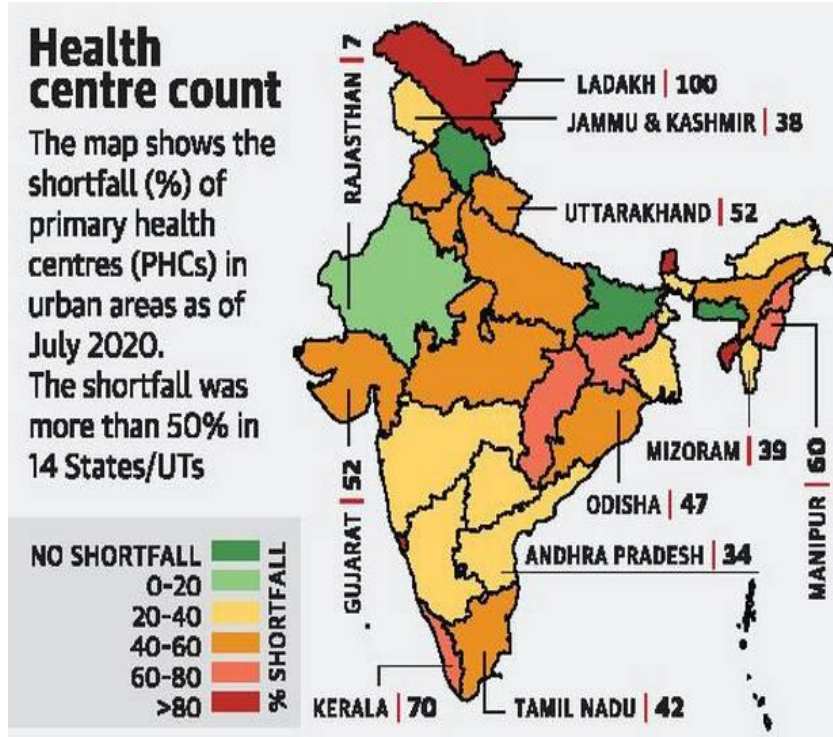 Health
centre count
The map shows the
shortfall (%) of
primary health
centres (PHCs) in
urban areas as of
July 2020.
The shortfall was
more than 50% in
14 States/UTs
RAJASTHAN | 7
LADAKH | 100
JAMMU & KASHMIR | 38
UTTARAKHAND | 52
MIZORAM | 39
MANIPUR | 60
ODISHA | 47
GUJARAT | 52
ANDHRA PRADESH | 34
KERALA | 70
TAMIL NADU | 42
NO SHORTFALL
0-20
20-40
40-60
60-80
>80
% SHORTFALL